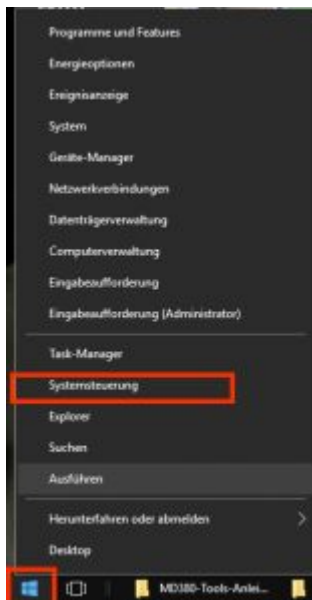 Programme und Features
Energieoptionen
Ereignisanzeige
System
Geräte-Manager
Netzwerkverbindungen
Datenträgerverwaltung
Computerverwaltung
Eingabeaufforderung
Eingabeaufforderung (Administrator)
Task-Manager
Systemsteuerung
Explorer
Suchen
Ausführen
Herunterfahren oder abmelden
Desktop
MD380-Tools-Anlei...